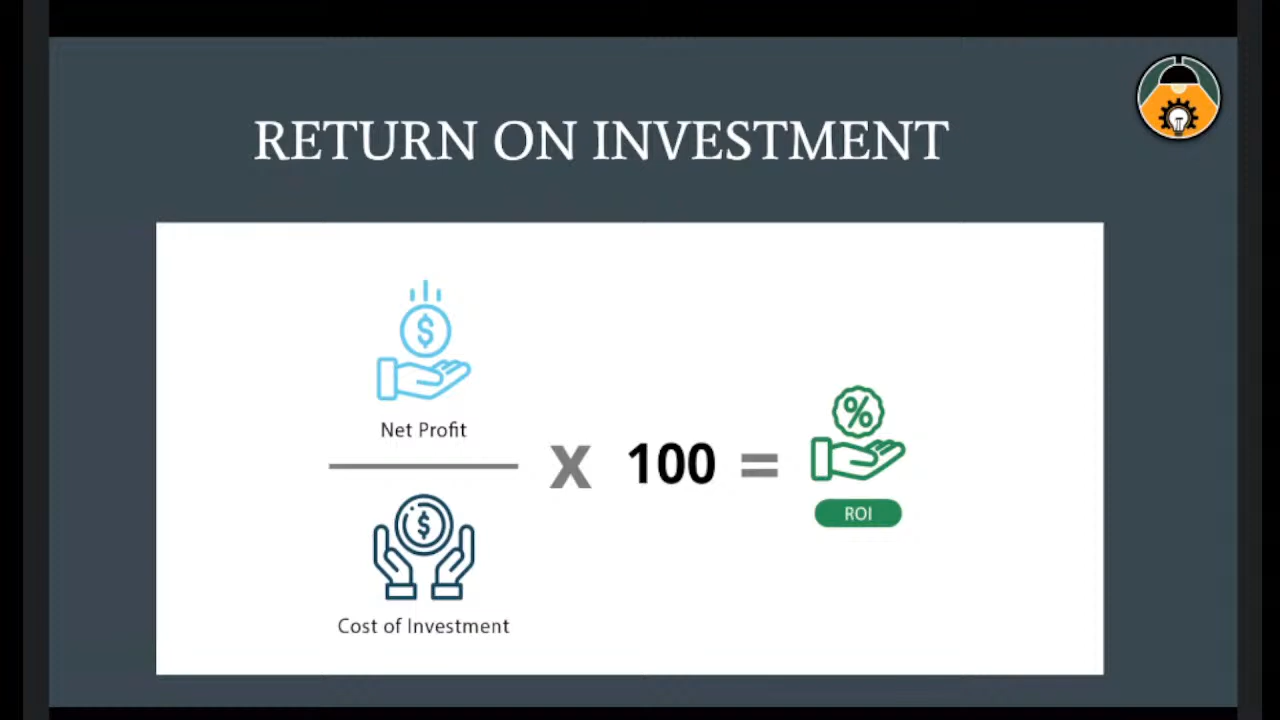 RETURN ON INVESTMENT
$
Net Profit
$
Cost of Investment
X 100 =
%
ROI